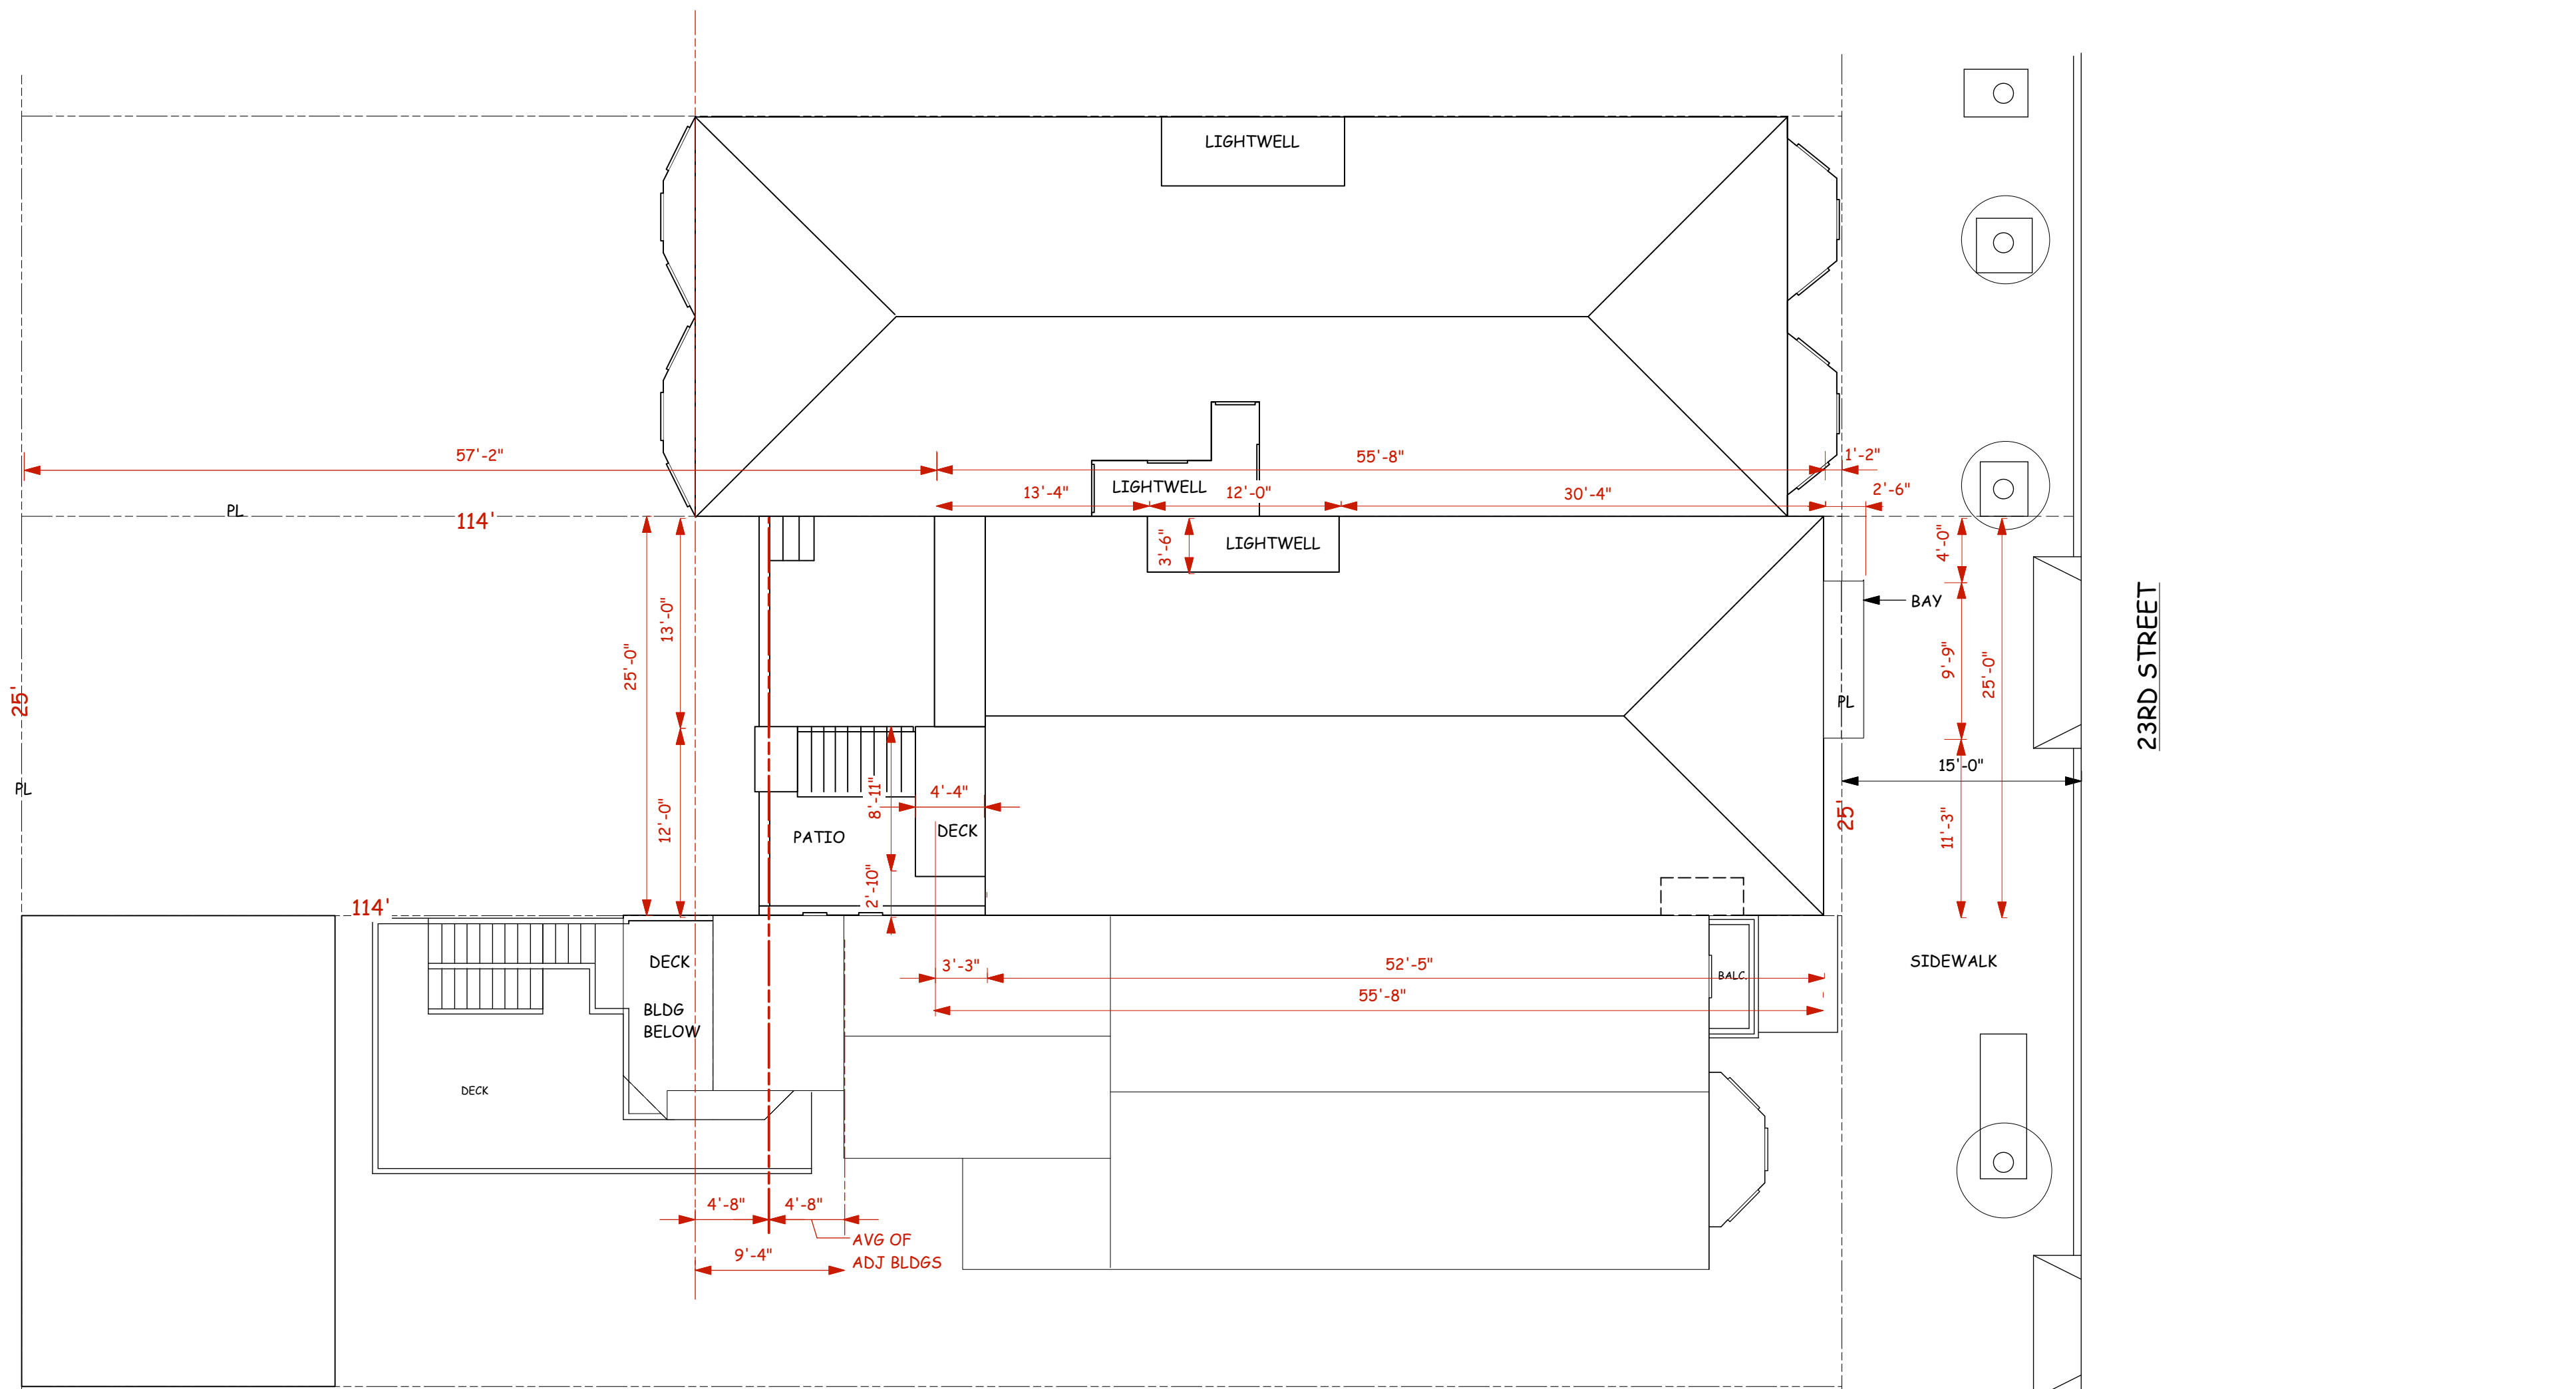 LIGHTWELL
57'-2"
55'-8"
1'-2"
LIGHTWELL
13'-4"
12'-0"
30'-4"
2'-6"
PL
114'
3'-6"
LIGHTWELL
4'-0"
BAY
13'-0"
25'-0"
9'-9"
25'-0"
23RD STREET
25'
PL
15'-0"
PL
8'-11"
4'-4"
12'-0"
PATIO
DECK
25'
11'-3"
2'-10"
114'
DECK
3'-3"
52'-5"
BALC.
SIDEWALK
55'-8"
BLDG
BELOW
DECK
4'-8"
4'-8"
AVG OF
ADJ BLDGS
9'-4"